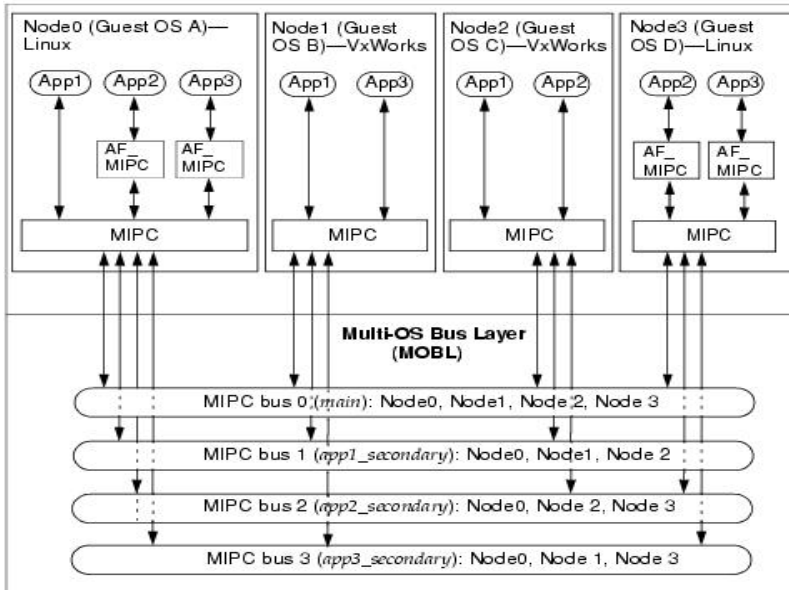 Node0 (Guest OS A)—
Linux
App1
App2
App3
AF_
MIPC
AF_
MIPC
MIPC
Node1 (Guest
OS B)—VxWorks
App1
App3
MIPC
Node2 (Guest
OS C)—VxWorks
App1
App2
MIPC
Node3 (Guest
OS D)—Linux
App2
App3
AF_
MIPC
AF_
MIPC
MIPC
Multi-OS Bus Layer
(MOBL)
MIPC bus 0 (main): Node0, Node1, Node 2, Node 3
MIPC bus 1 (app1_secondary): Node0, Node1, Node 2
MIPC bus 2 (app2_secondary): Node0, Node 2, Node 3
MIPC bus 3 (app3_secondary): Node0, Node 1, Node 3